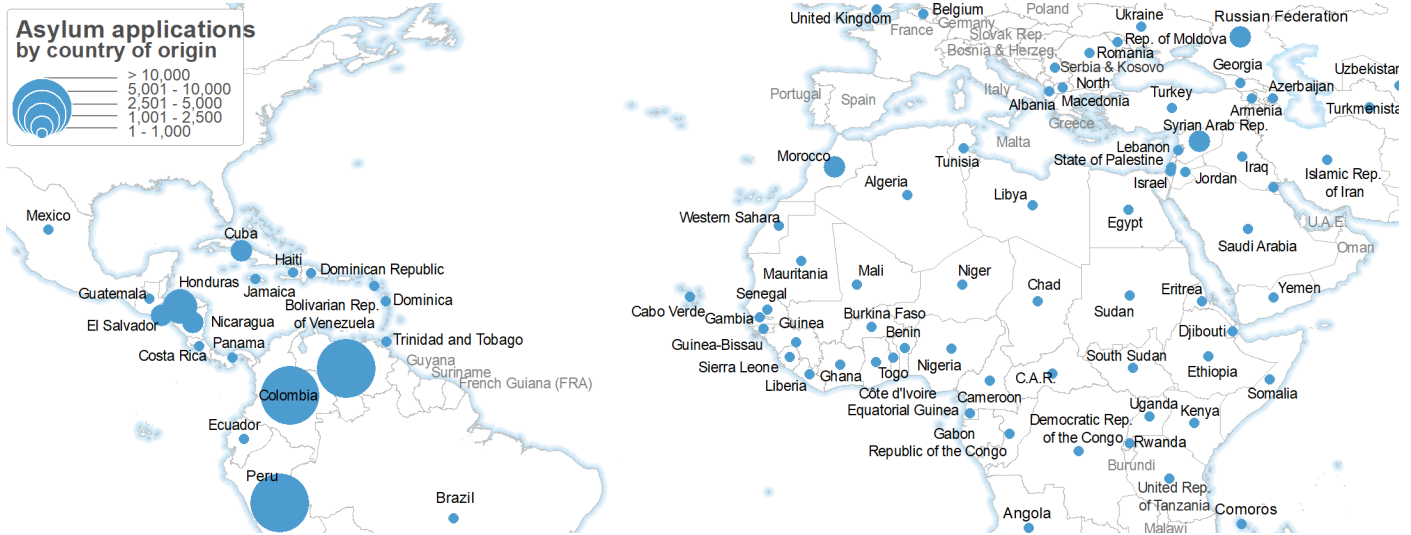 Asylum applications
by country of origin
> 10,000
5,001 - 10,000
2,501 - 5,000
1,001 - 2,500
1 - 1,000
Mexico
Cuba
Haiti
Dominican Republic
Guatemala
Honduras
Jamaica
Dominica
El Salvador
Nicaragua
Bolivarian Rep.
of Venezuela
Costa Rica
Panama
Trinidad and Tobago
Guyana
Suriname
French Guiana (FRA)
Colombia
Ecuador
Peru
Brazil
United Kingdom
Belgium
Germany
Poland
Ukraine
Russian Federation
France
Slovak Rep.
Rep. of Moldova
Bosnia & Herzeg.
Romania
Georgia
Serbia & Kosovo
Uzbekistan
Portugal
Spain
Italy
North
Macedonia
Albania
Turkey
Azerbaijan
Armenia
Turkmenista
Greece
Malta
Syrian Arab Rep.
Morocco
Tunisia
Lebanon
State of Palestine
Israel
Jordan
Iraq
Islamic Rep.
of Iran
Algeria
Libya
Egypt
Western Sahara
U.A.E.
Saudi Arabia
Oman
Mauritania
Mali
Niger
Chad
Sudan
Eritrea
Yemen
Senegal
Cabo Verde
Gambia
Guinea
Burkina Faso
Benin
Djibouti
Guinea-Bissau
Sierra Leone
Liberia
Ghana
Togo
Nigeria
C.A.R.
South Sudan
Ethiopia
Somalia
Côte d'Ivoire
Cameroon
Equatorial Guinea
Gabon
Republic of the Congo
Democratic Rep.
of the Congo
Uganda
Kenya
Rwanda
Burundi
United Rep.
of Tanzania
Angola
Comoros
Malawi